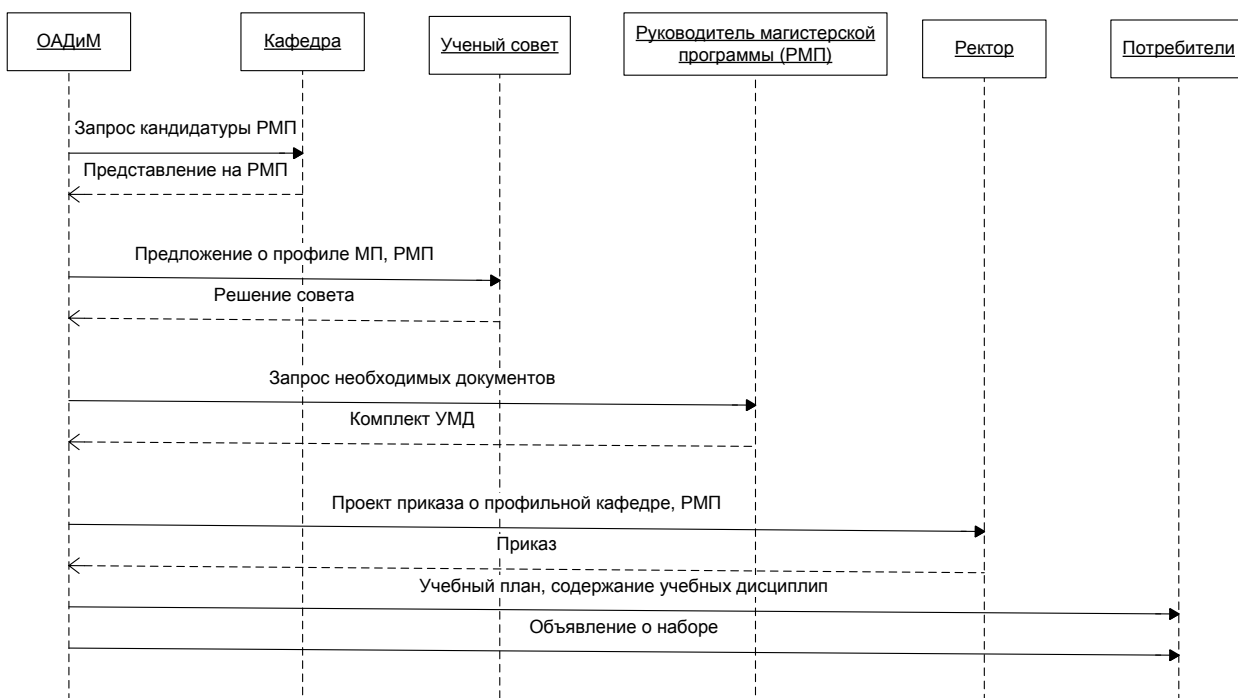 ОАДиМ
Кафедра
Ученый совет
Руководитель магистерской
программы (РМП)
Ректор
Потребители
Запрос кандидатуры РМП
Представление на РМП
Предложение о профиле МП, РМП
Решение совета
Запрос необходимых документов
Комплект УМД
Проект приказа о профильной кафедре, РМП
Приказ
Учебный план, содержание учебных дисциплип
Объявление о наборе